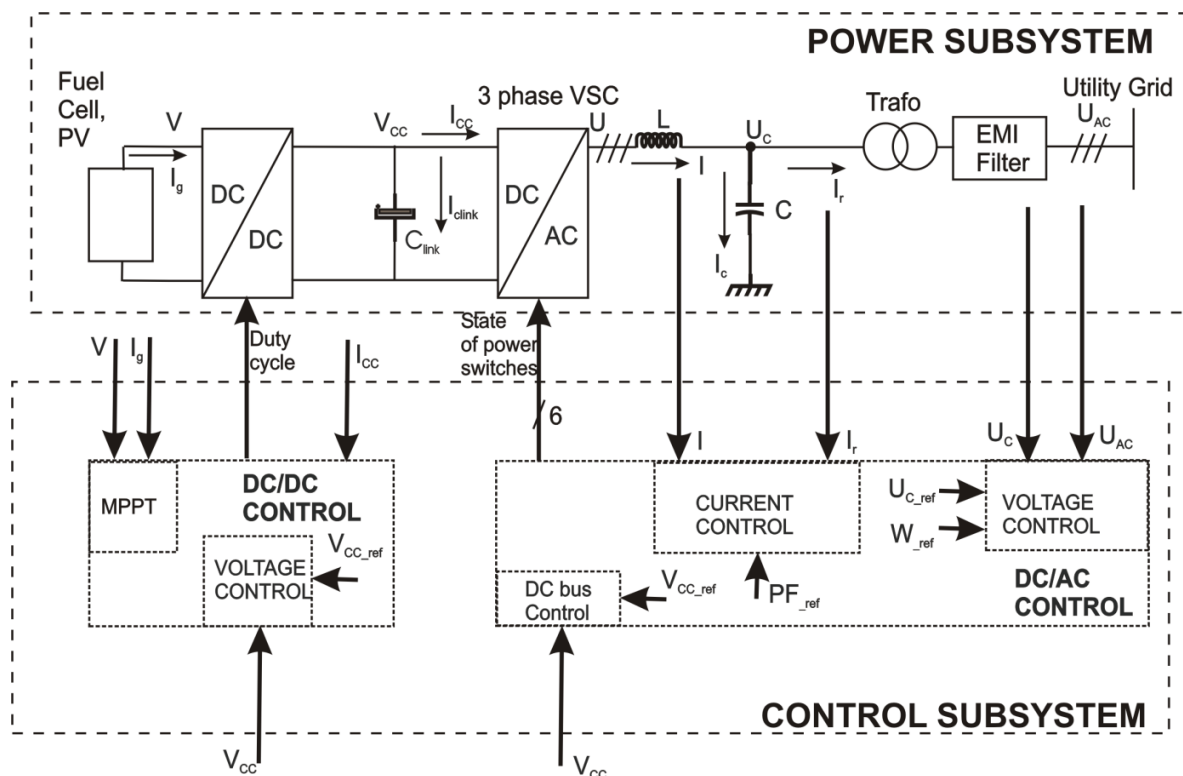 POWER SUBSYSTEM
Fuel
Cell,
PV
V
I_g
DC
DC
V_CC
I_CC
I_clink
C_link
3 phase VSC
DC
AC
U
L
I
U_C
C
I_c
I_r
Trafo
EMI
Filter
Utility Grid
U_AC
V
I_g
Duty
cycle
I_CC
State
of power
switches
6
I
I_r
U_C
U_AC
MPPT
DC/DC
CONTROL
VOLTAGE
CONTROL
V_CC_ref
V_CC
CURRENT
CONTROL
PF_ref
DC bus
Control
V_CC_ref
V_CC
U_C_ref
W_ref
VOLTAGE
CONTROL
DC/AC
CONTROL
CONTROL SUBSYSTEM